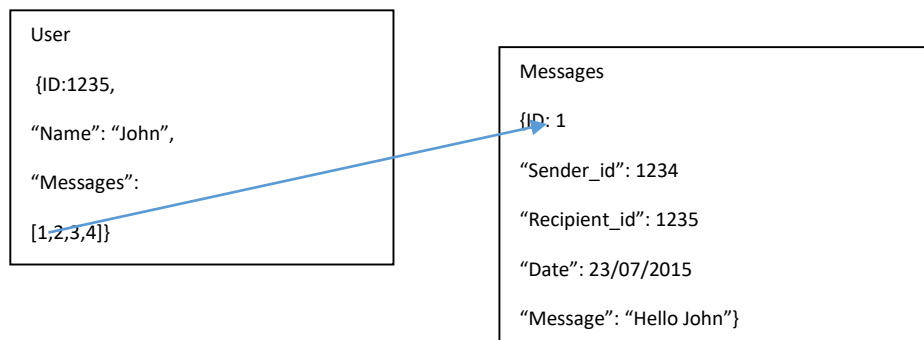 User
{ID:1235,
“Name”: “John”,
“Messages”:
[1,2,3,4]}
Messages
{ID: 1
“Sender_id”: 1234
“Recipient_id”: 1235
“Date”: 23/07/2015
“Message”: “Hello John”}